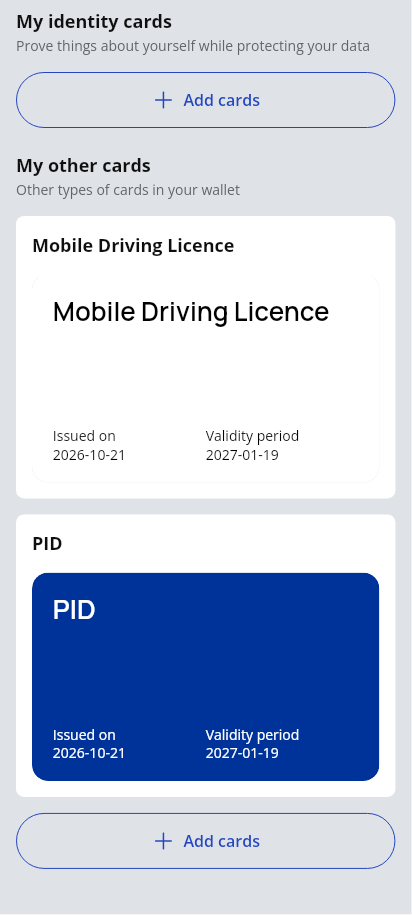 My identity cards
Prove things about yourself while protecting your data
Add cards
My other cards
Other types of cards in your wallet
Mobile Driving Licence
Mobile Driving Licence
Issued on
2026-10-21
Validity period
2027-01-19
PID
PID
Issued on
2026-10-21
Validity period
2027-01-19
Add cards